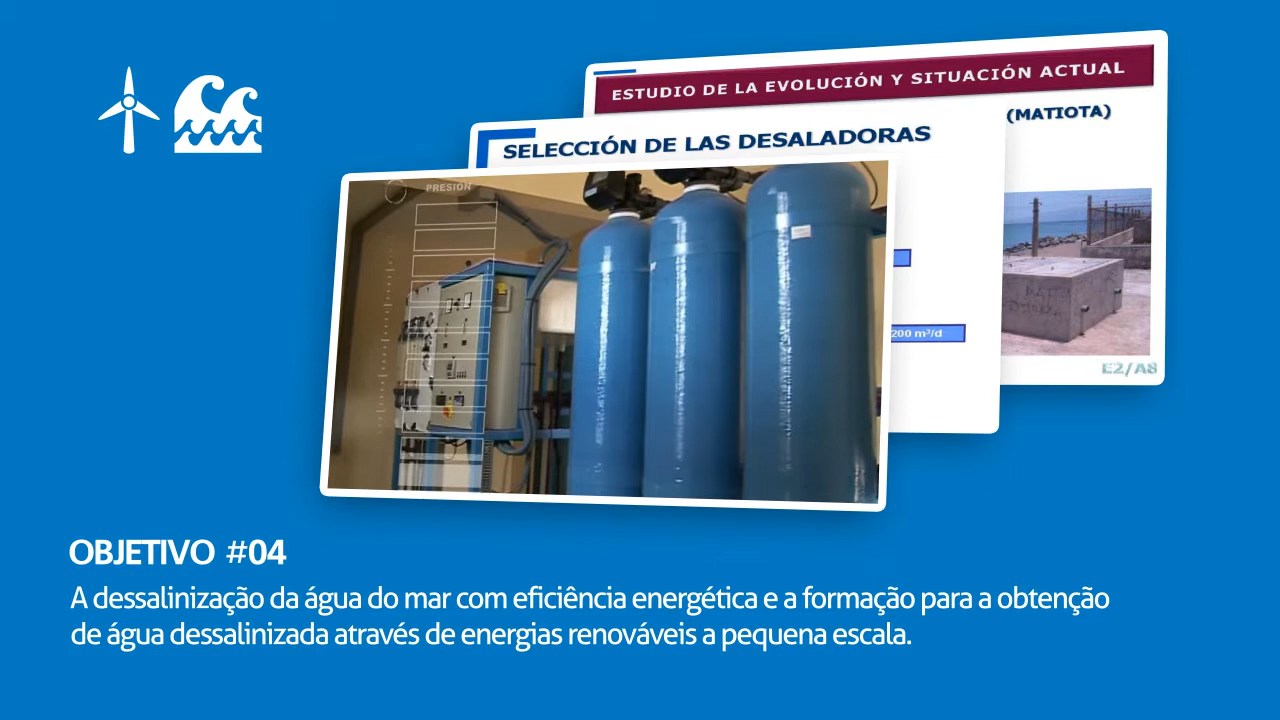 ESTUDIO DE LA EVOLUCIÓN Y SITUACIÓN ACTUAL
(MATIOTA)
SELECCIÓN DE LAS DESALADORAS
PRESIÓN
200 m³/d
E2/A8
OBJETIVO #04
A dessalinização da água do mar com eficiência energética e a formação para a obtenção
de água dessalinizada através de energias renováveis a pequena escala.